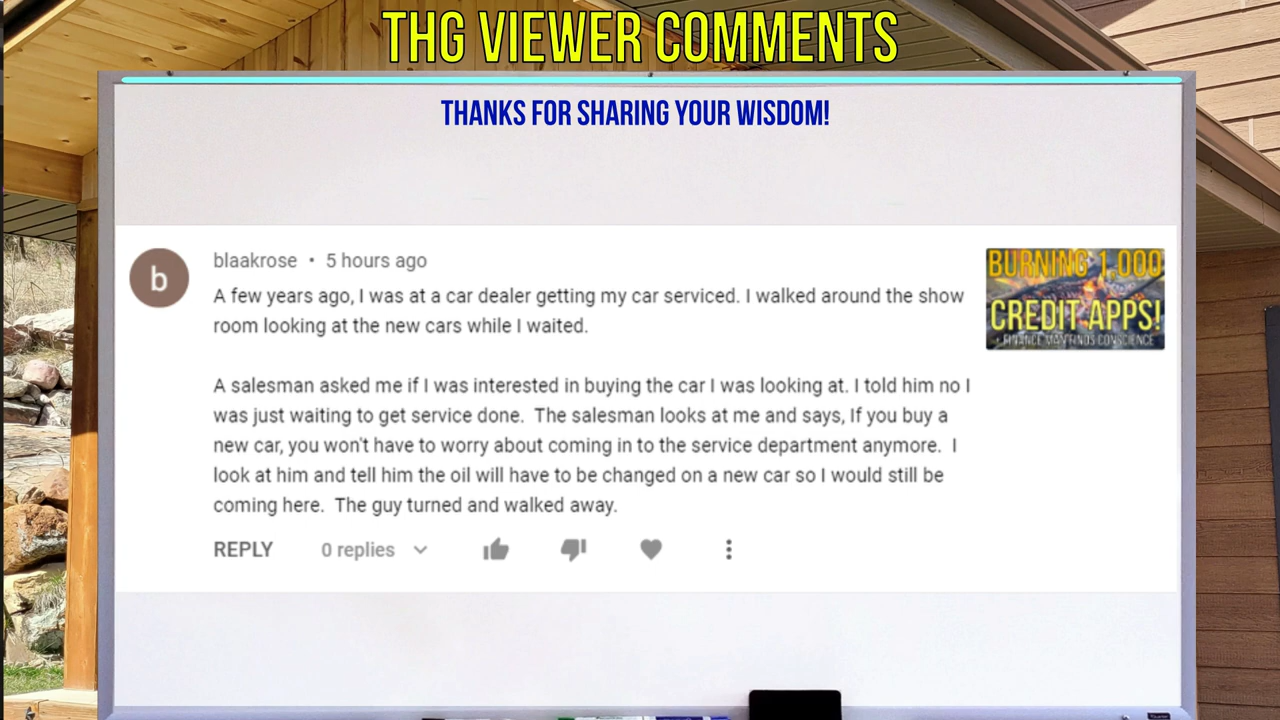 THG VIEWER COMMENTS
THANKS FOR SHARING YOUR WISDOM!
b
blaakrose • 5 hours ago
A few years ago, I was at a car dealer getting my car serviced. I walked around the show
room looking at the new cars while I waited.
A salesman asked me if I was interested in buying the car I was looking at. I told him no I
was just waiting to get service done.  The salesman looks at me and says, If you buy a
new car, you won't have to worry about coming in to the service department anymore.  I
look at him and tell him the oil will have to be changed on a new car so I would still be
coming here.  The guy turned and walked away.
REPLY 0 replies
BURNING 1,000
CREDIT APPS!
+ FINANCE MAN FINDS CONSCIENCE